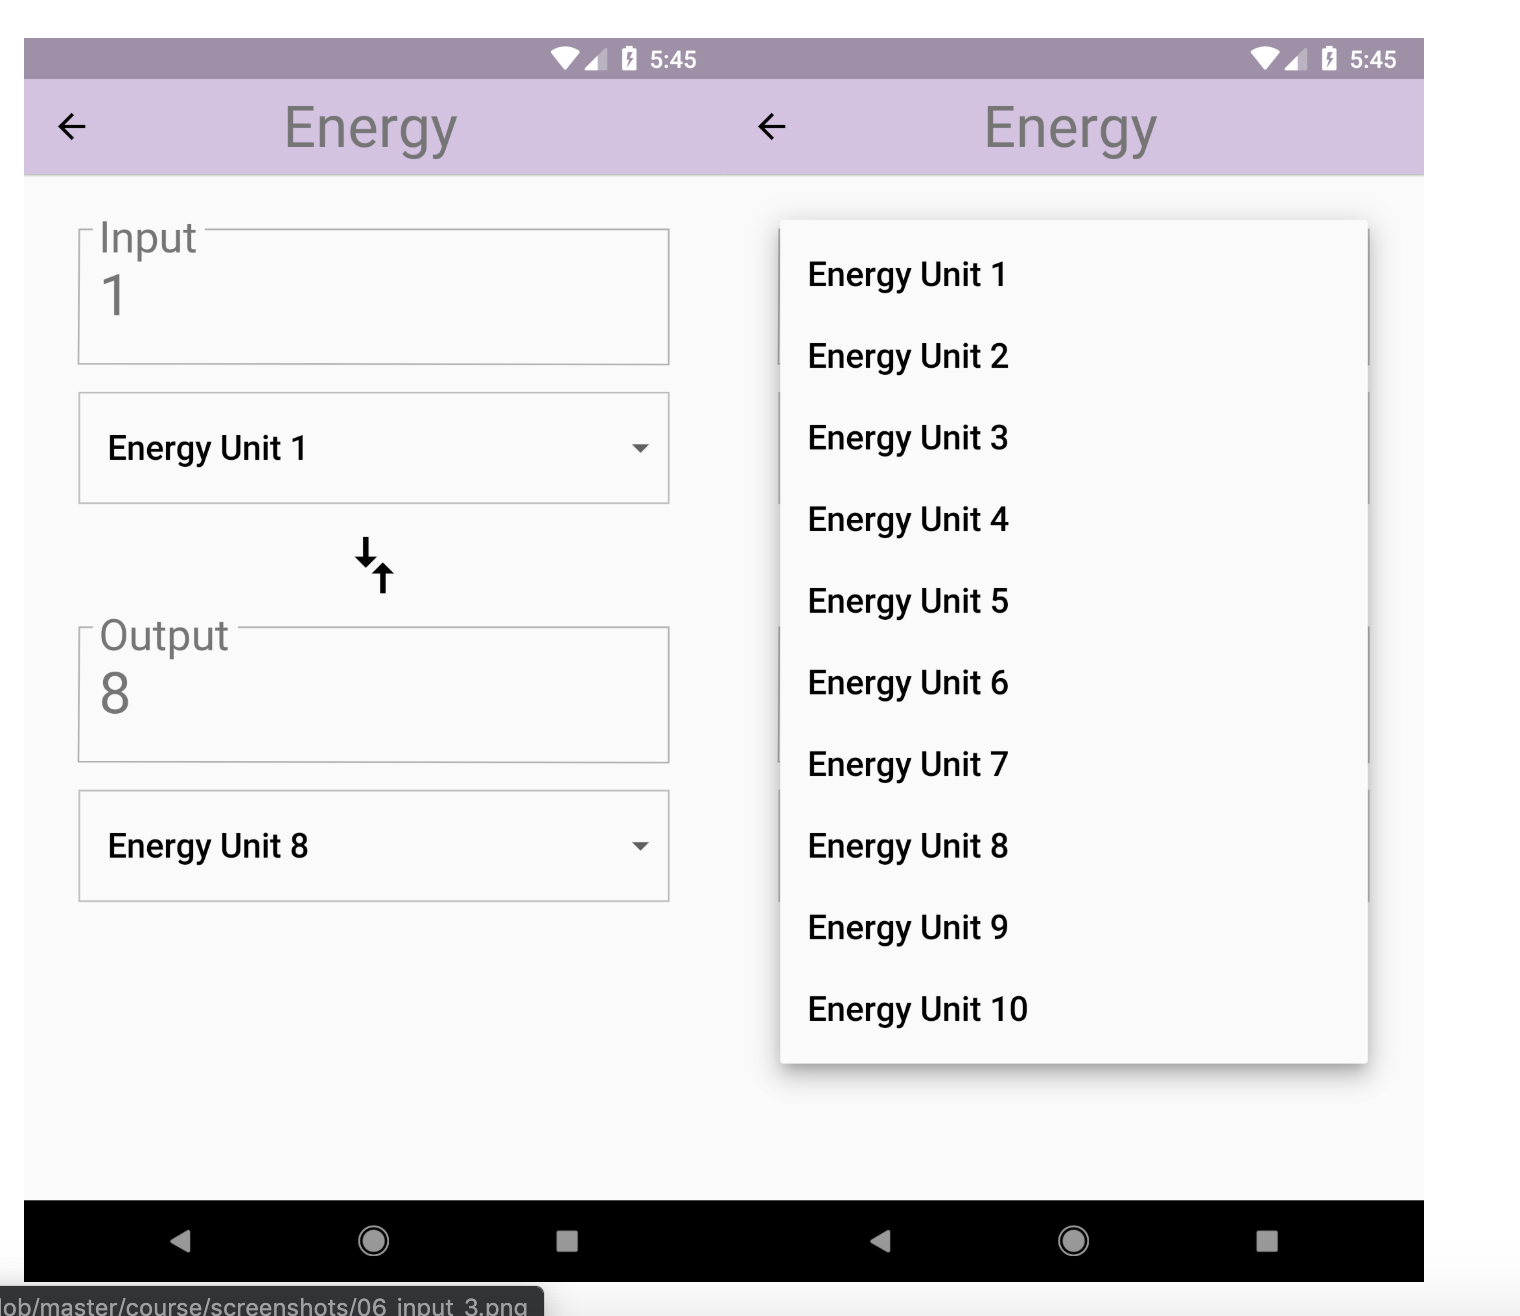 5:45
Energy
Input
1
Energy Unit 1
Output
8
Energy Unit 8
5:45
Energy
Energy Unit 1
Energy Unit 2
Energy Unit 3
Energy Unit 4
Energy Unit 5
Energy Unit 6
Energy Unit 7
Energy Unit 8
Energy Unit 9
Energy Unit 10
lob/master/course/screenshots/06_input_3.png